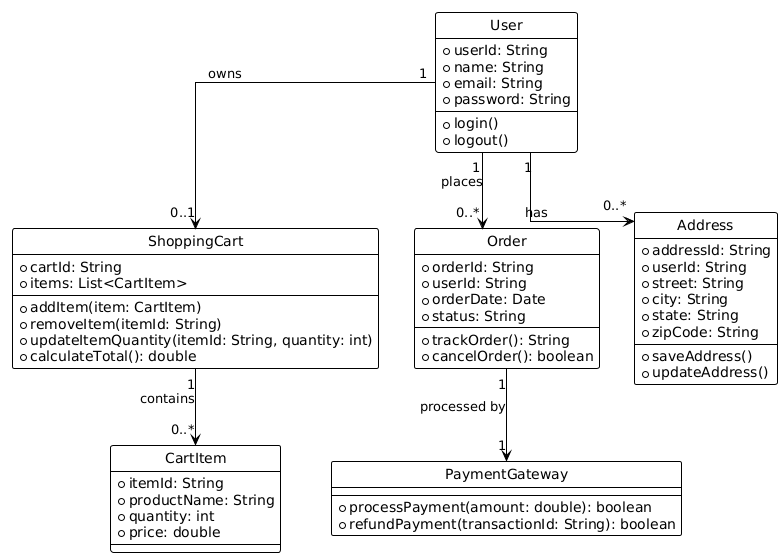 User
userId: String
name: String
email: String
password: String
login()
logout()
owns
1
0..1
1
places
0..*
1
has
0..*
ShoppingCart
cartId: String
items: List<CartItem>
addItem(item: CartItem)
removeItem(itemId: String)
updateItemQuantity(itemId: String, quantity: int)
calculateTotal(): double
Order
orderId: String
userId: String
orderDate: Date
status: String
trackOrder(): String
cancelOrder(): boolean
Address
addressId: String
userId: String
street: String
city: String
state: String
zipCode: String
saveAddress()
updateAddress()
1
contains
0..*
1
processed by
1
CartItem
itemId: String
productName: String
quantity: int
price: double
PaymentGateway
processPayment(amount: double): boolean
refundPayment(transactionId: String): boolean